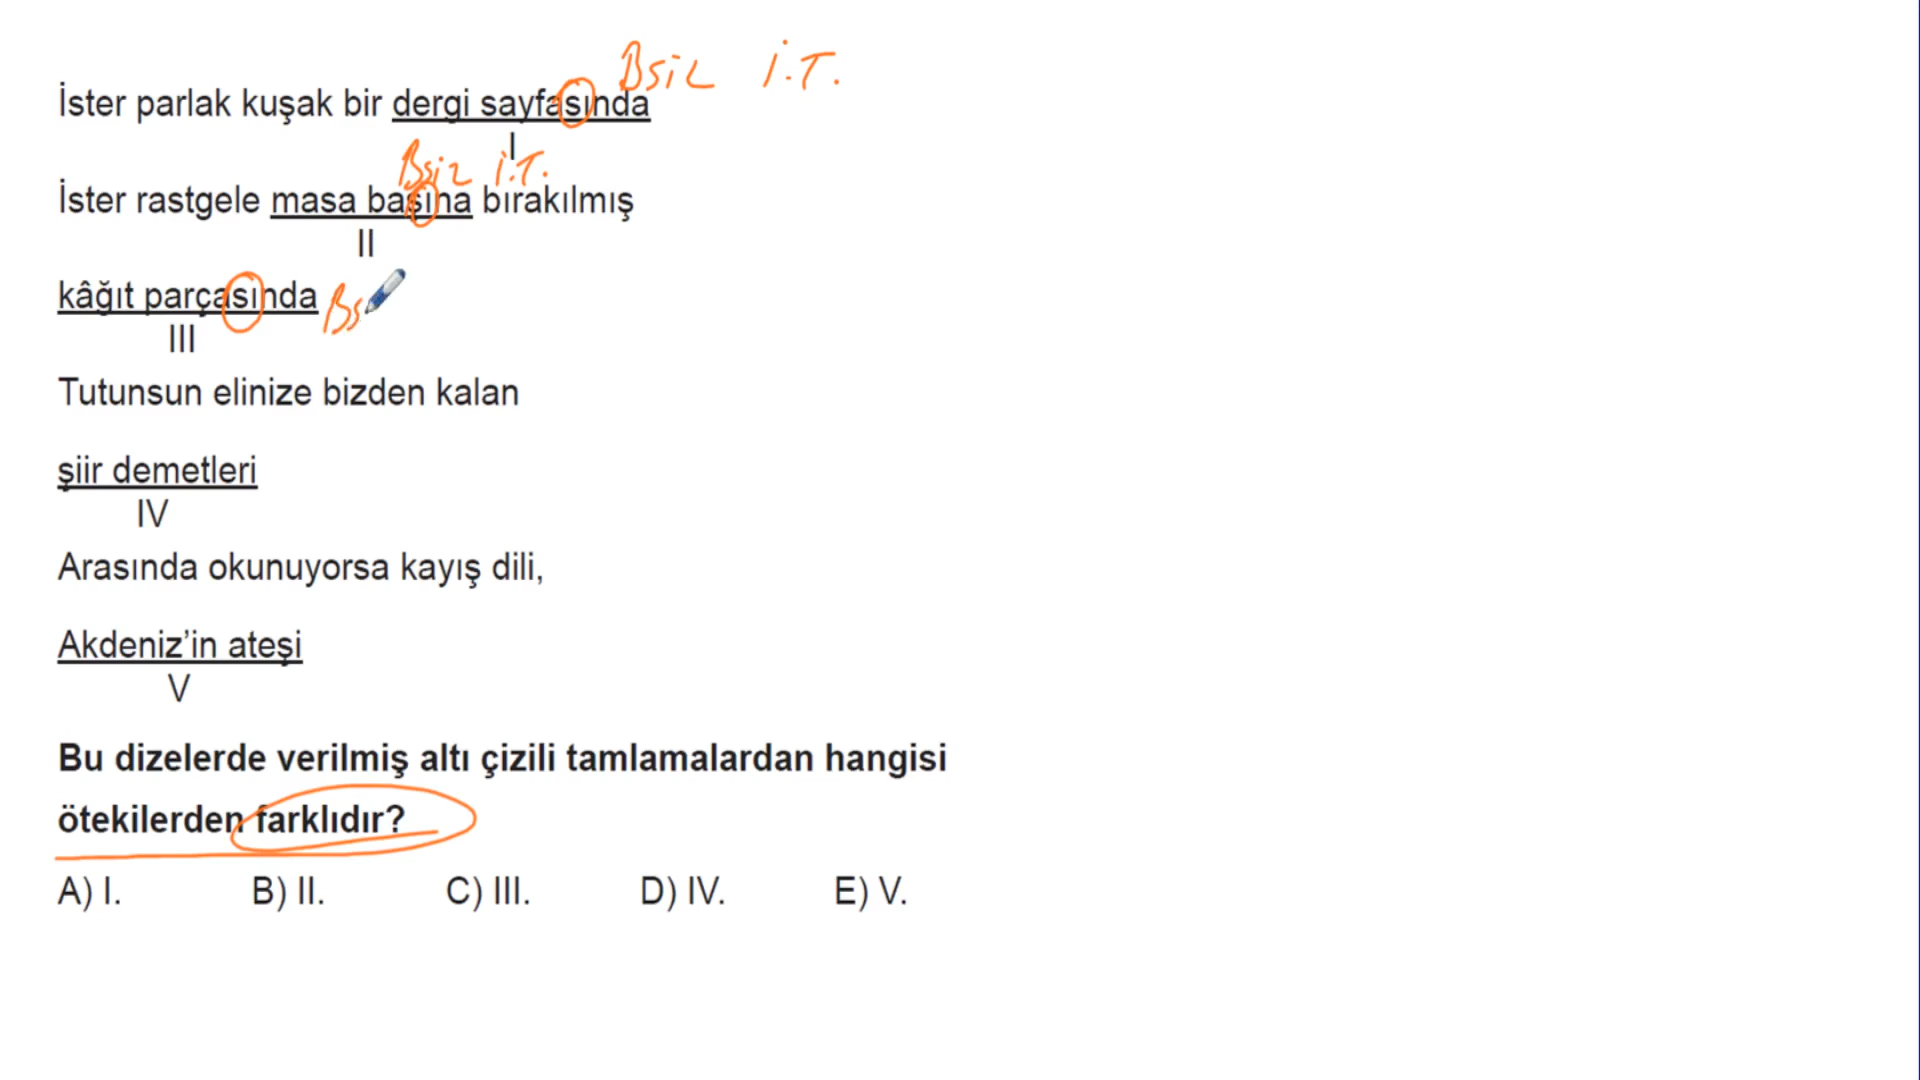 Bsiz İ.T.
İster parlak kuşak bir dergi sayfasında
I
Bsiz İ.T.
İster rastgele masa başına bırakılmış
II
kâğıt parçasında Bs
III
Tutunsun elinize bizden kalan
şiir demetleri
IV
Arasında okunuyorsa kayış dili,
Akdeniz’in ateşi
V
Bu dizelerde verilmiş altı çizili tamlamalardan hangisi
ötekilerden farklıdır?
A) I. B) II. C) III. D) IV. E) V.